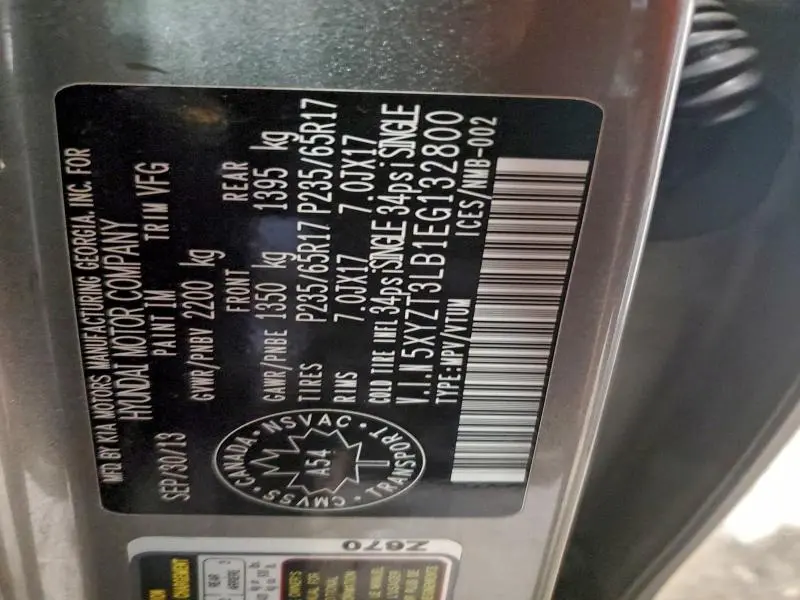 MFD BY KIA MOTORS MANUFACTURING GEORGIA, INC. FOR
HYUNDAI MOTOR COMPANY
SEP/30/13 PAINT IM TRIM VFG
GVWR/PNBV 2200 kg
FRONT REAR
GAWR/PNBE 1350 kg 1395 kg
TIRES P235/65R17 P235/65R17
RIMS 7.0JX17 7.0JX17
COLD TIRE INFL 34psi:SINGLE 34psi:SINGLE
V.I.N 5XYZT3LB1EG132800
TYPE:MPV/VTUM ICES/NMB-002
CANADA · NSVAC · TRANSPORT · CMVSS
A54
Z670
REAR
ARRIERE